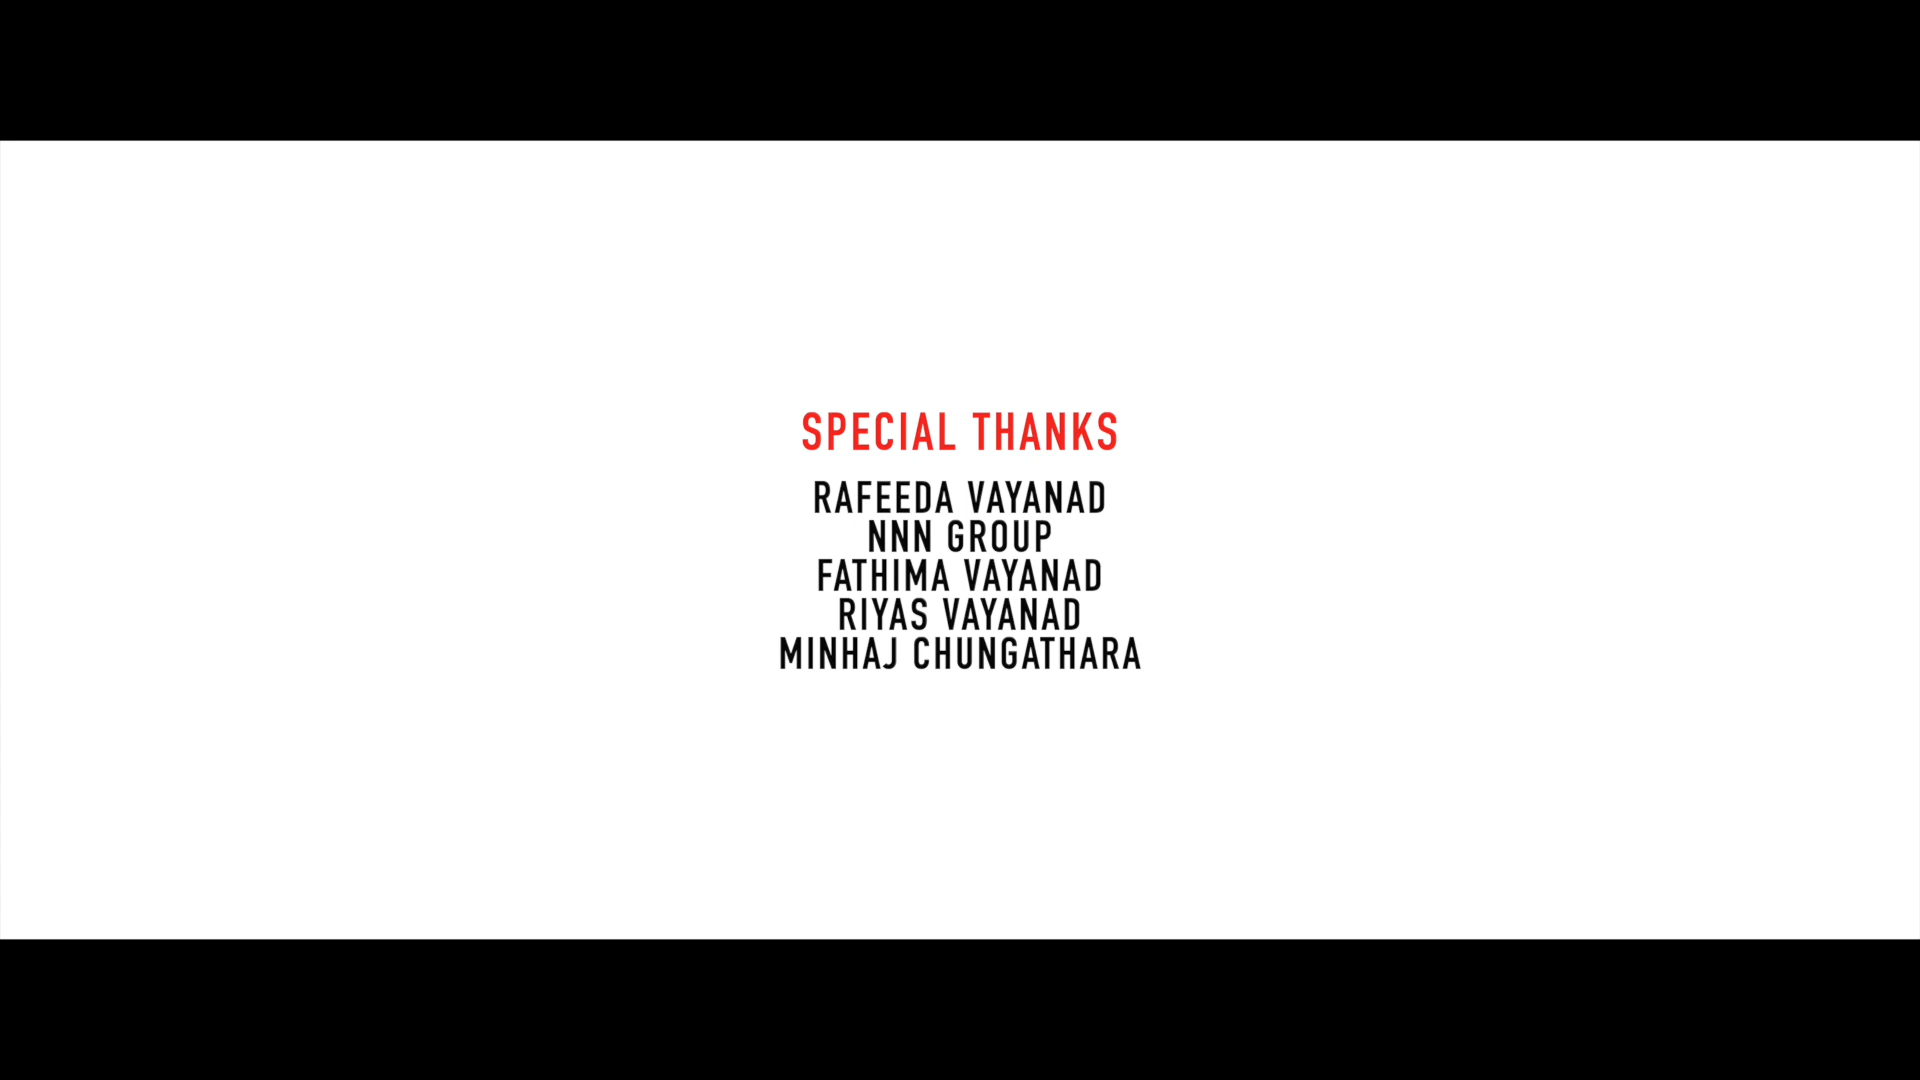 SPECIAL THANKS
RAFEEDA VAYANAD
NNN GROUP
FATHIMA VAYANAD
RIYAS VAYANAD
MINHAJ CHUNGATHARA